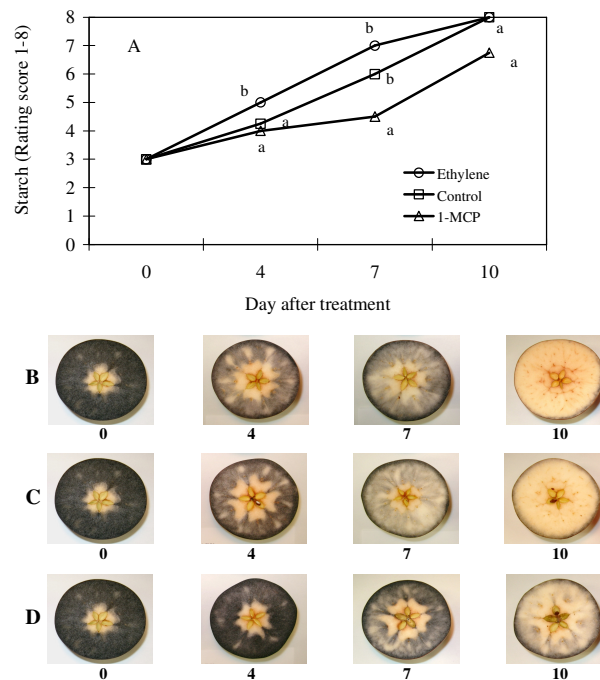 8
A
b
a
7
b
a
6
b
5
b
a
4
a
a
3
2
Ethylene
Control
1-MCP
1
0
Starch (Rating score 1-8)
0 4 7 10
Day after treatment
B
0 4 7 10
C
0 4 7 10
D
0 4 7 10